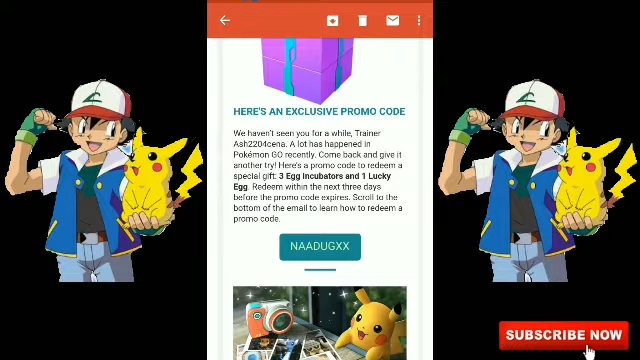 HERE'S AN EXCLUSIVE PROMO CODE
We haven't seen you for a while, Trainer
Ash2204cena. A lot has happened in
Pokémon GO recently. Come back and give it
another try! Here's a promo code to redeem a
special gift: 3 Egg Incubators and 1 Lucky
Egg. Redeem within the next three days
before the promo code expires. Scroll to the
bottom of the email to learn how to redeem a
promo code.
NAADUGXX
SUBSCRIBE NOW